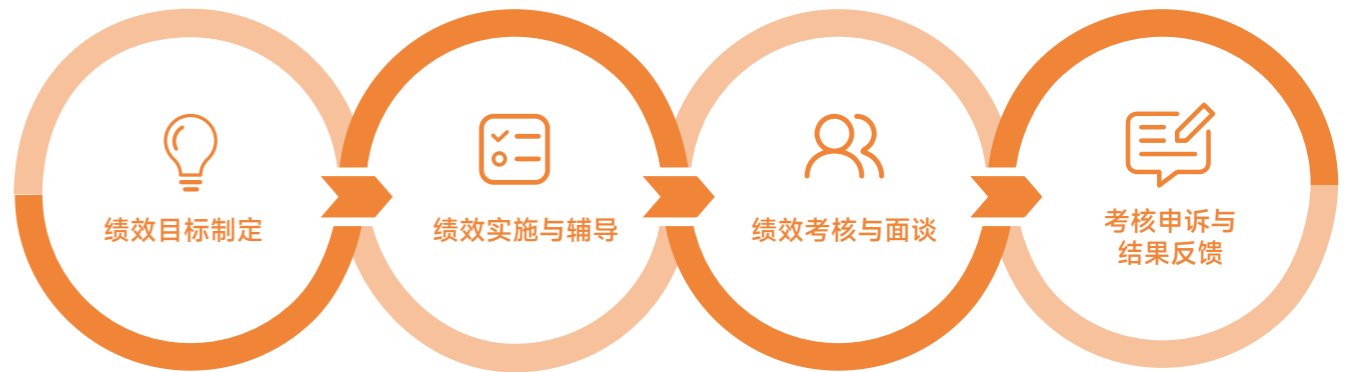 绩效目标制定
绩效实施与辅导
绩效考核与面谈
考核申诉与
结果反馈